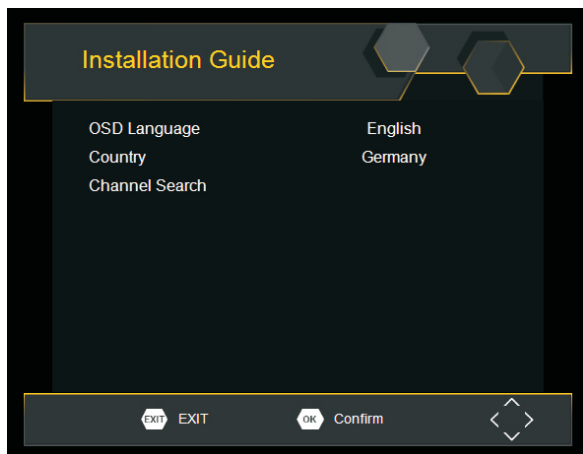 Installation Guide
OSD Language English
Country Germany
Channel Search
EXIT EXIT OK Confirm